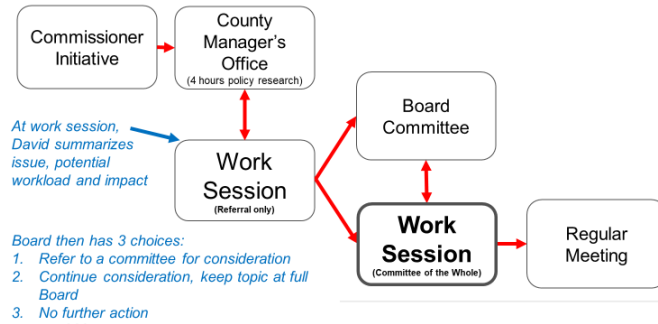 Commissioner
Initiative
County
Manager's
Office
(4 hours policy research)
Board
Committee
At work session,
David summarizes
issue, potential
workload and impact
Work
Session
(Referral only)
Work
Session
(Committee of the Whole)
Regular
Meeting
Board then has 3 choices:
1. Refer to a committee for consideration
2. Continue consideration, keep topic at full
Board
3. No further action